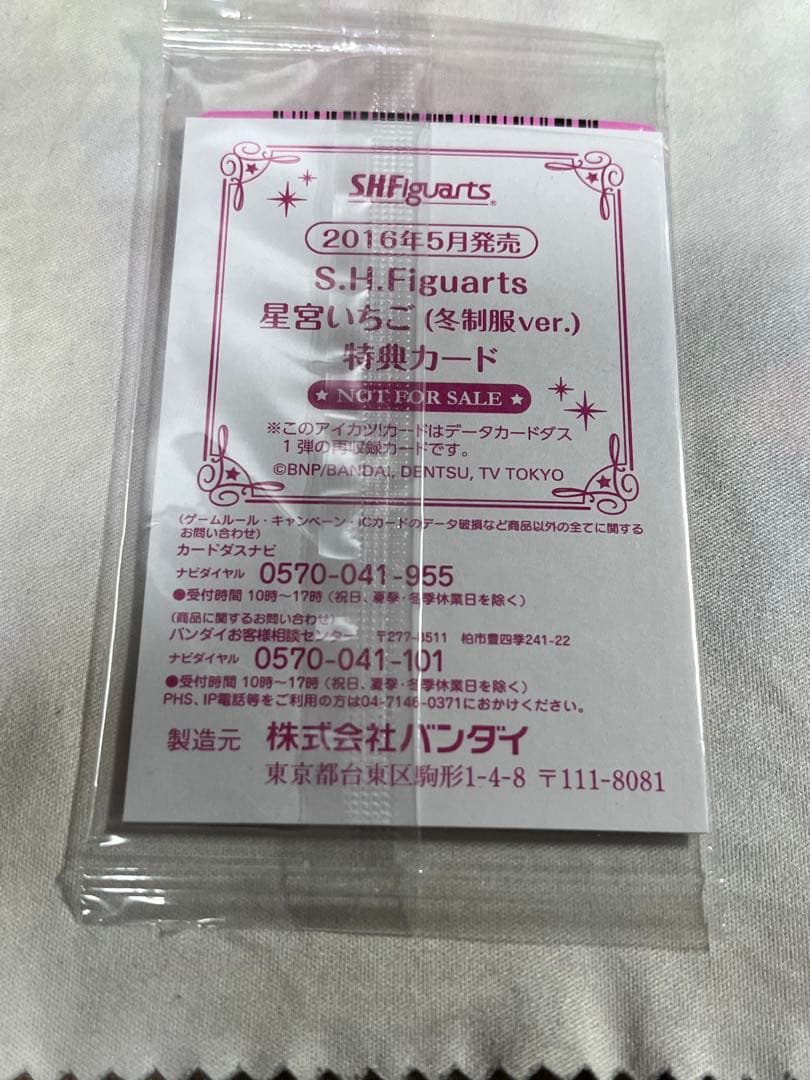 S.H.Figuarts®
2016年5月発売
S.H.Figuarts
星宮いちご (冬制服ver.)
特典カード
★ NOT FOR SALE ★
※このアイカツ!カードはデータカードダス
1弾の再収録カードです。
©BNP/BANDAI, DENTSU, TV TOKYO
(ゲームルール・キャンペーン・ICカードのデータ破損など商品以外の全てに関する
お問い合わせ)
カードダスナビ
ナビダイヤル 0570-041-955
●受付時間 10時～17時 (祝日、夏季・冬季休業日を除く)
(商品に関するお問い合わせ)
バンダイお客様相談センター 〒277-8511 柏市豊四季241-22
ナビダイヤル 0570-041-101
●受付時間 10時～17時 (祝日、夏季・冬季休業日を除く)
PHS、IP電話等をご利用の方は04-7146-0371におかけください。
製造元 株式会社バンダイ
東京都台東区駒形1-4-8 〒111-8081